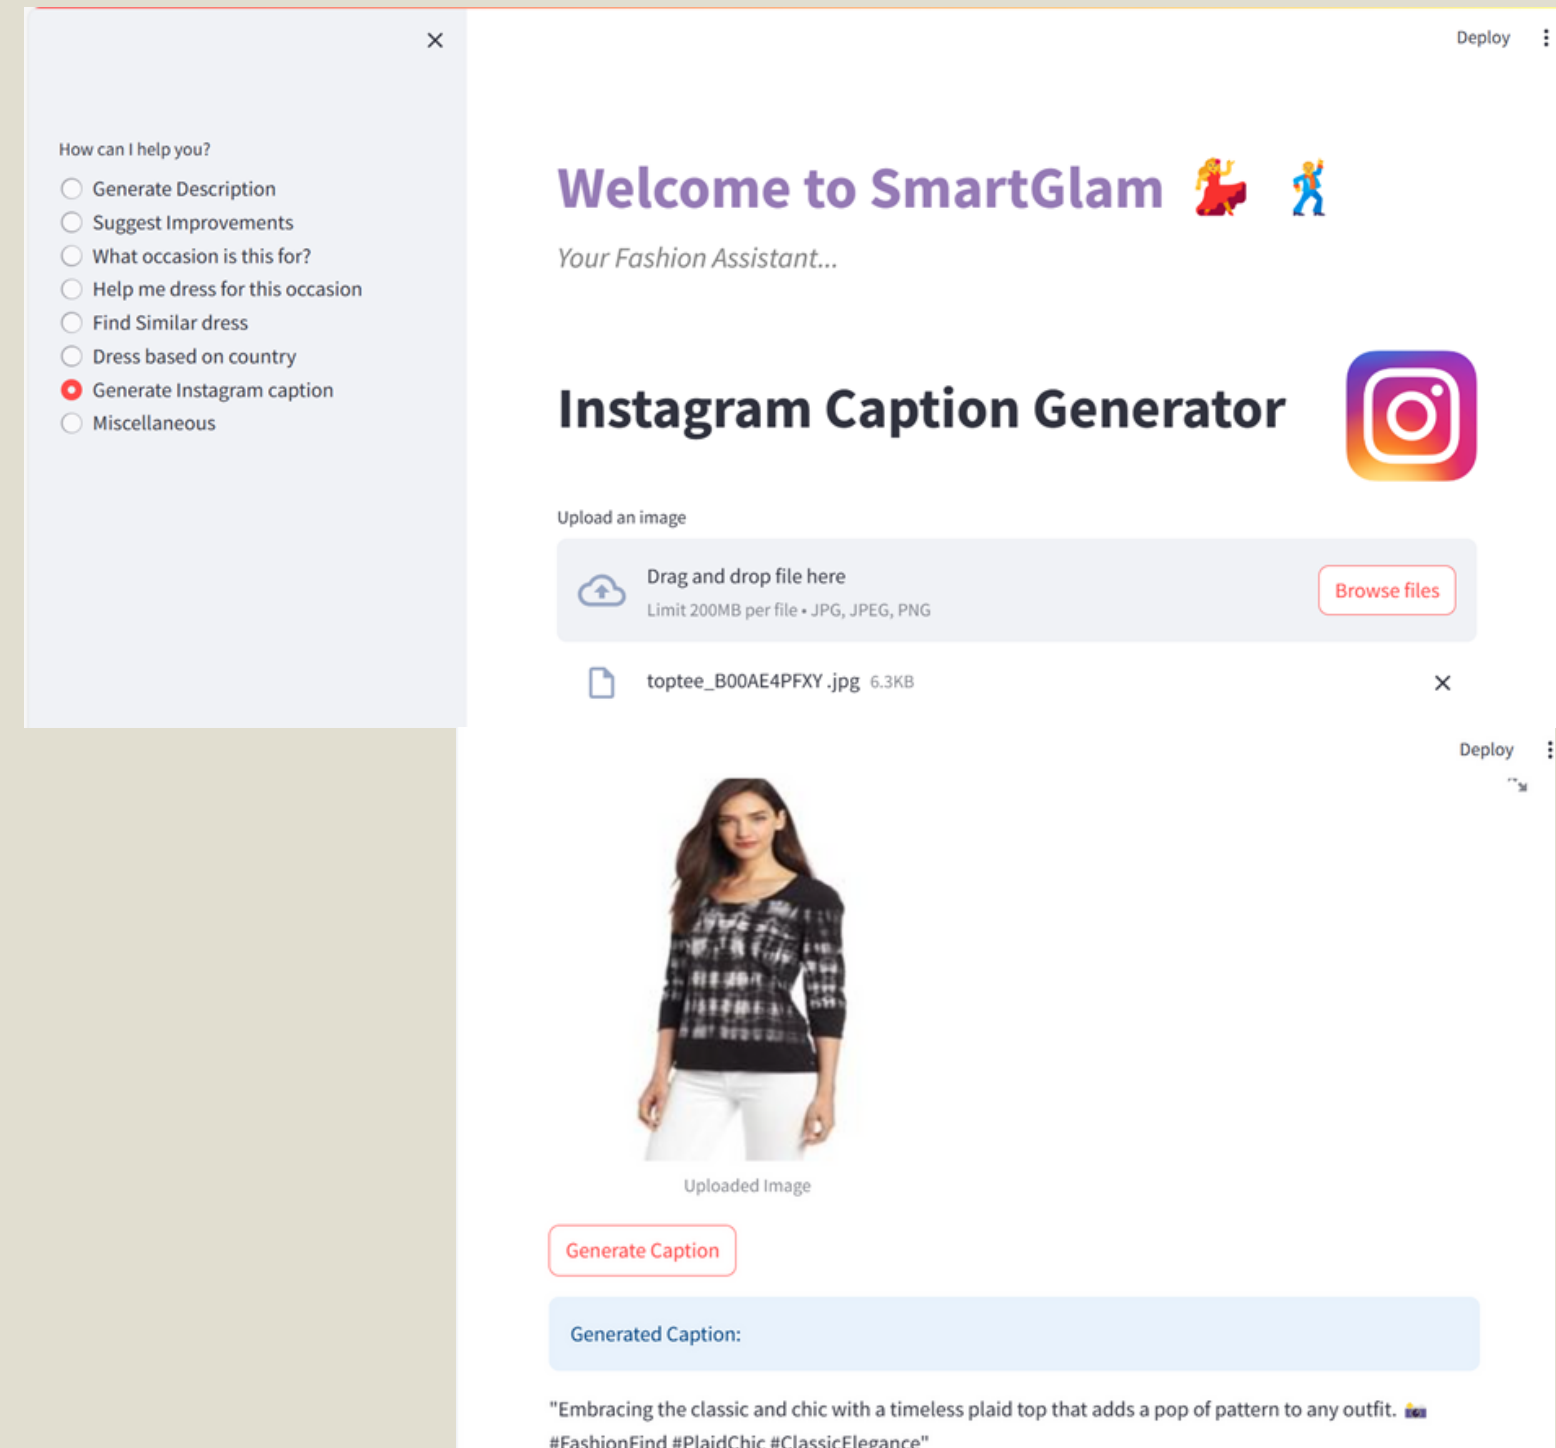 Deploy
How can I help you?
Generate Description
Suggest Improvements
What occasion is this for?
Help me dress for this occasion
Find Similar dress
Dress based on country
Generate Instagram caption
Miscellaneous
Welcome to SmartGlam
Your Fashion Assistant...
Instagram Caption Generator
Upload an image
Drag and drop file here
Limit 200MB per file • JPG, JPEG, PNG
Browse files
toptee_B00AE4PFXY .jpg 6.3KB
Deploy
Uploaded Image
Generate Caption
Generated Caption:
"Embracing the classic and chic with a timeless plaid top that adds a pop of pattern to any outfit. 📸
#FashionFind #PlaidChic #ClassicElegance"